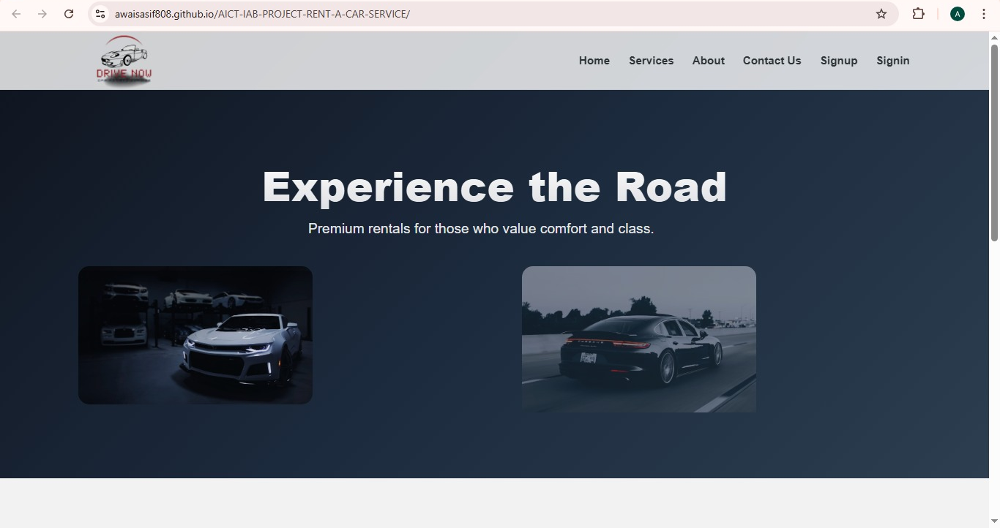 awaisasif808.github.io/AICT-IAB-PROJECT-RENT-A-CAR-SERVICE/
A
DRIVE NOW
Home Services About Contact Us Signup Signin
Experience the Road
Premium rentals for those who value comfort and class.